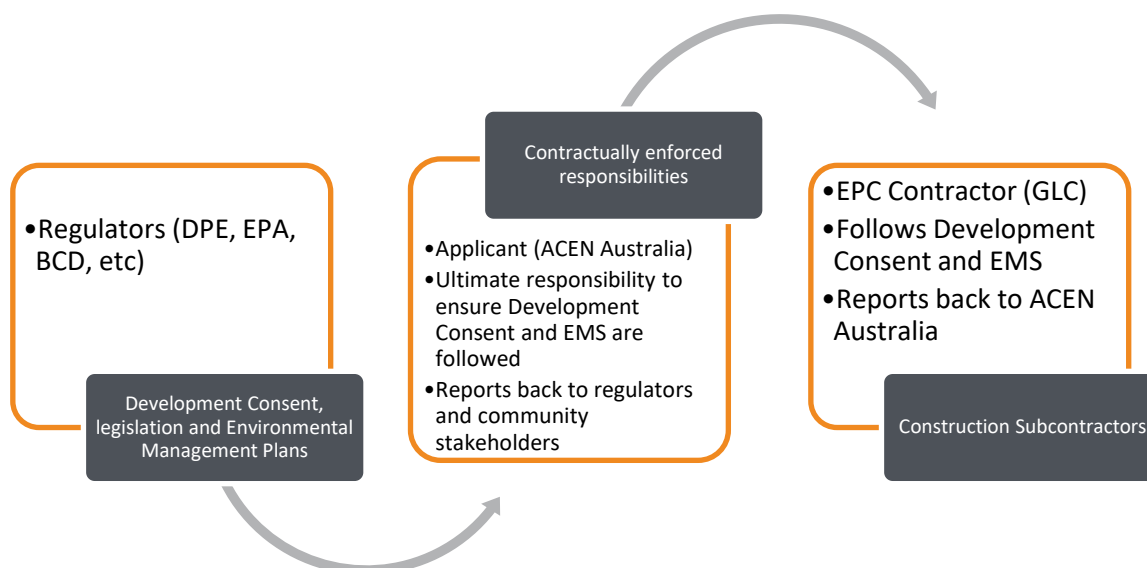 •Regulators (DPE, EPA,
BCD, etc)
Development Consent,
legislation and Environmental
Management Plans
Contractually enforced
responsibilities
•Applicant (ACEN Australia)
•Ultimate responsibility to
ensure Development
Consent and EMS are
followed
•Reports back to regulators
and community
stakeholders
•EPC Contractor (GLC)
•Follows Development
Consent and EMS
•Reports back to ACEN
Australia
Construction Subcontractors